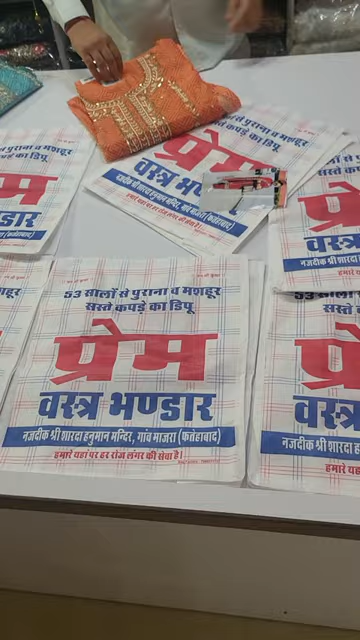 53 सालों से पुराना व मशहूर
सस्ते कपड़े का डिपू
प्रेम
वस्त्र भण्डार
नजदीक श्री शारदा हनुमान मन्दिर, गांव माजरा (फतेहाबाद)
हमारे यहां पर हर रोज लंगर की सेवा है।